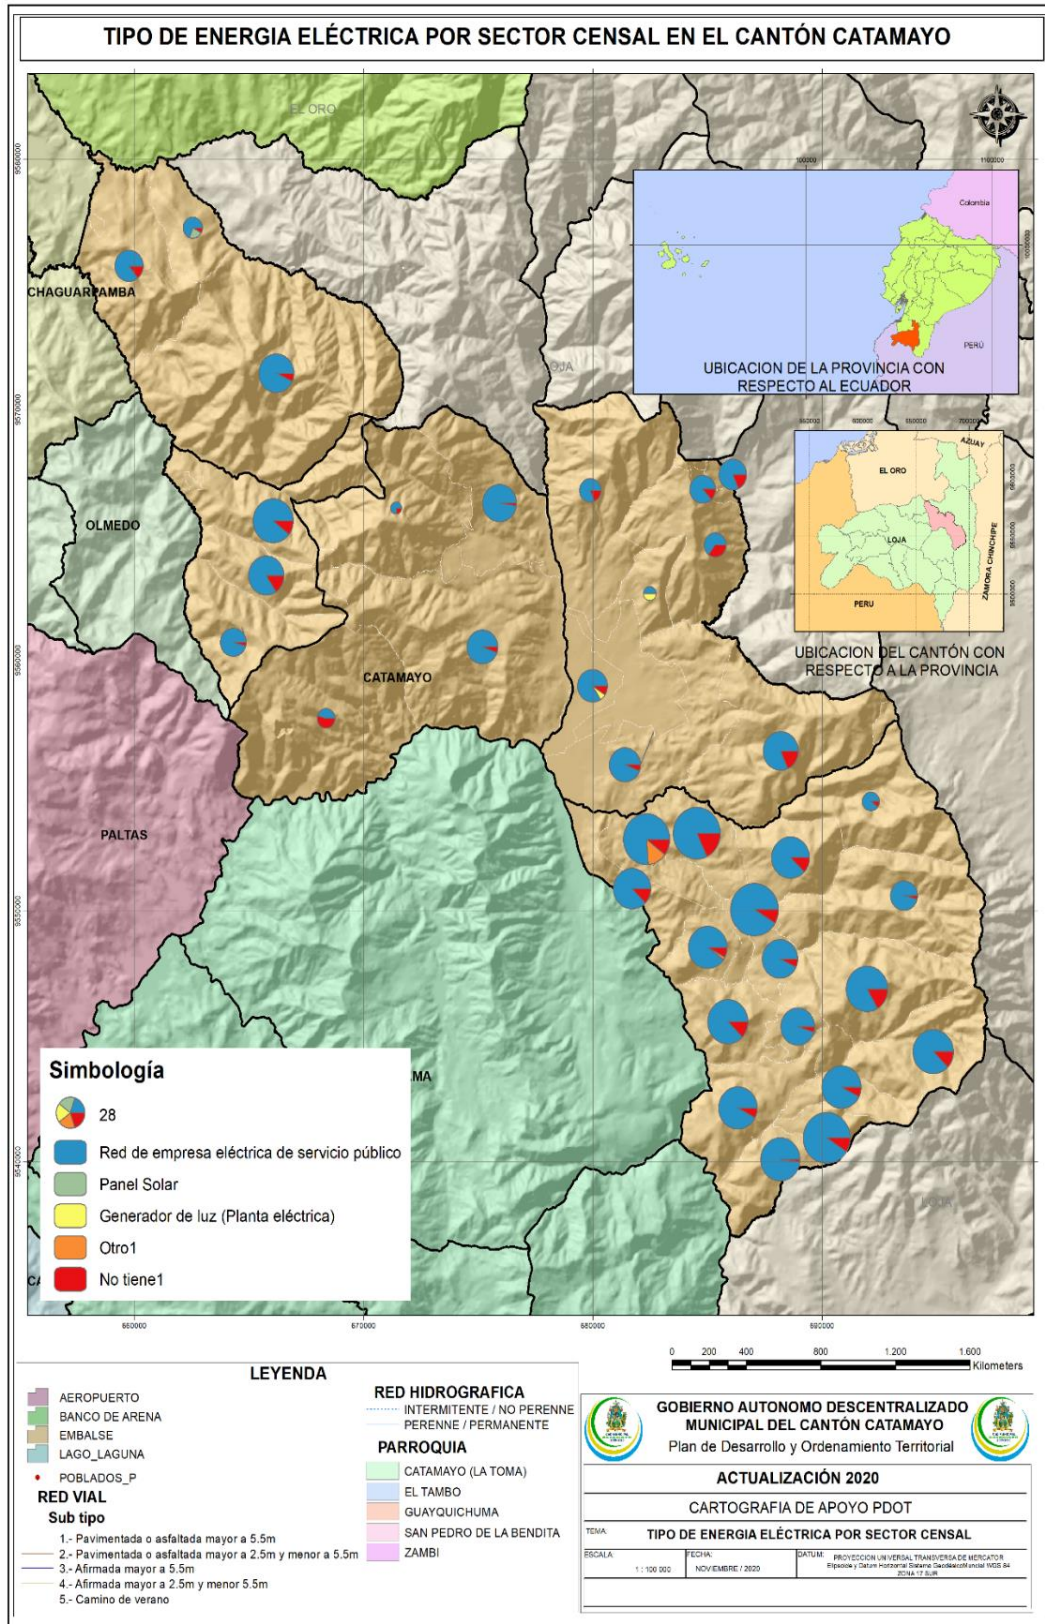 TIPO DE ENERGIA ELÉCTRICA POR SECTOR CENSAL EN EL CANTÓN CATAMAYO
EL ORO
9580000
CHAGUARPAMBA
9570000
OLMEDO
9560000
CATAMAYO
PALTAS
9550000
9540000
660000
670000
680000
690000
Colombia
PERÚ
1100000
UBICACION DE LA PROVINCIA CON
RESPECTO AL ECUADOR
600000
700000
AZUAY
EL ORO
LOJA
ZAMORA CHINCHIPE
PERU
UBICACION DEL CANTÓN CON
RESPECTO A LA PROVINCIA
LOJA
Simbología
28
Red de empresa eléctrica de servicio público
Panel Solar
Generador de luz (Planta eléctrica)
Otro1
No tiene1
0 200 400 800 1.200 1.600
Kilometers
LEYENDA
AEROPUERTO
BANCO DE ARENA
EMBALSE
LAGO_LAGUNA
POBLADOS_P
RED VIAL
Sub tipo
1.- Pavimentada o asfaltada mayor a 5.5m
2.- Pavimentada o asfaltada mayor a 2.5m y menor a 5.5m
3.- Afirmada mayor a 5.5m
4.- Afirmada mayor a 2.5m y menor 5.5m
5.- Camino de verano
RED HIDROGRAFICA
INTERMITENTE / NO PERENNE
PERENNE / PERMANENTE
PARROQUIA
CATAMAYO (LA TOMA)
EL TAMBO
GUAYQUICHUMA
SAN PEDRO DE LA BENDITA
ZAMBI
GOBIERNO AUTONOMO DESCENTRALIZADO
MUNICIPAL DEL CANTÓN CATAMAYO
Plan de Desarrollo y Ordenamiento Territorial
ACTUALIZACIÓN 2020
CARTOGRAFIA DE APOYO PDOT
TEMA: TIPO DE ENERGIA ELÉCTRICA POR SECTOR CENSAL
ESCALA: 1 : 100 000
FECHA: NOVIEMBRE / 2020
DATUM: PROYECCIÓN UNIVERSAL TRANSVERSA DE MERCATOR
ZONA 17 SUR